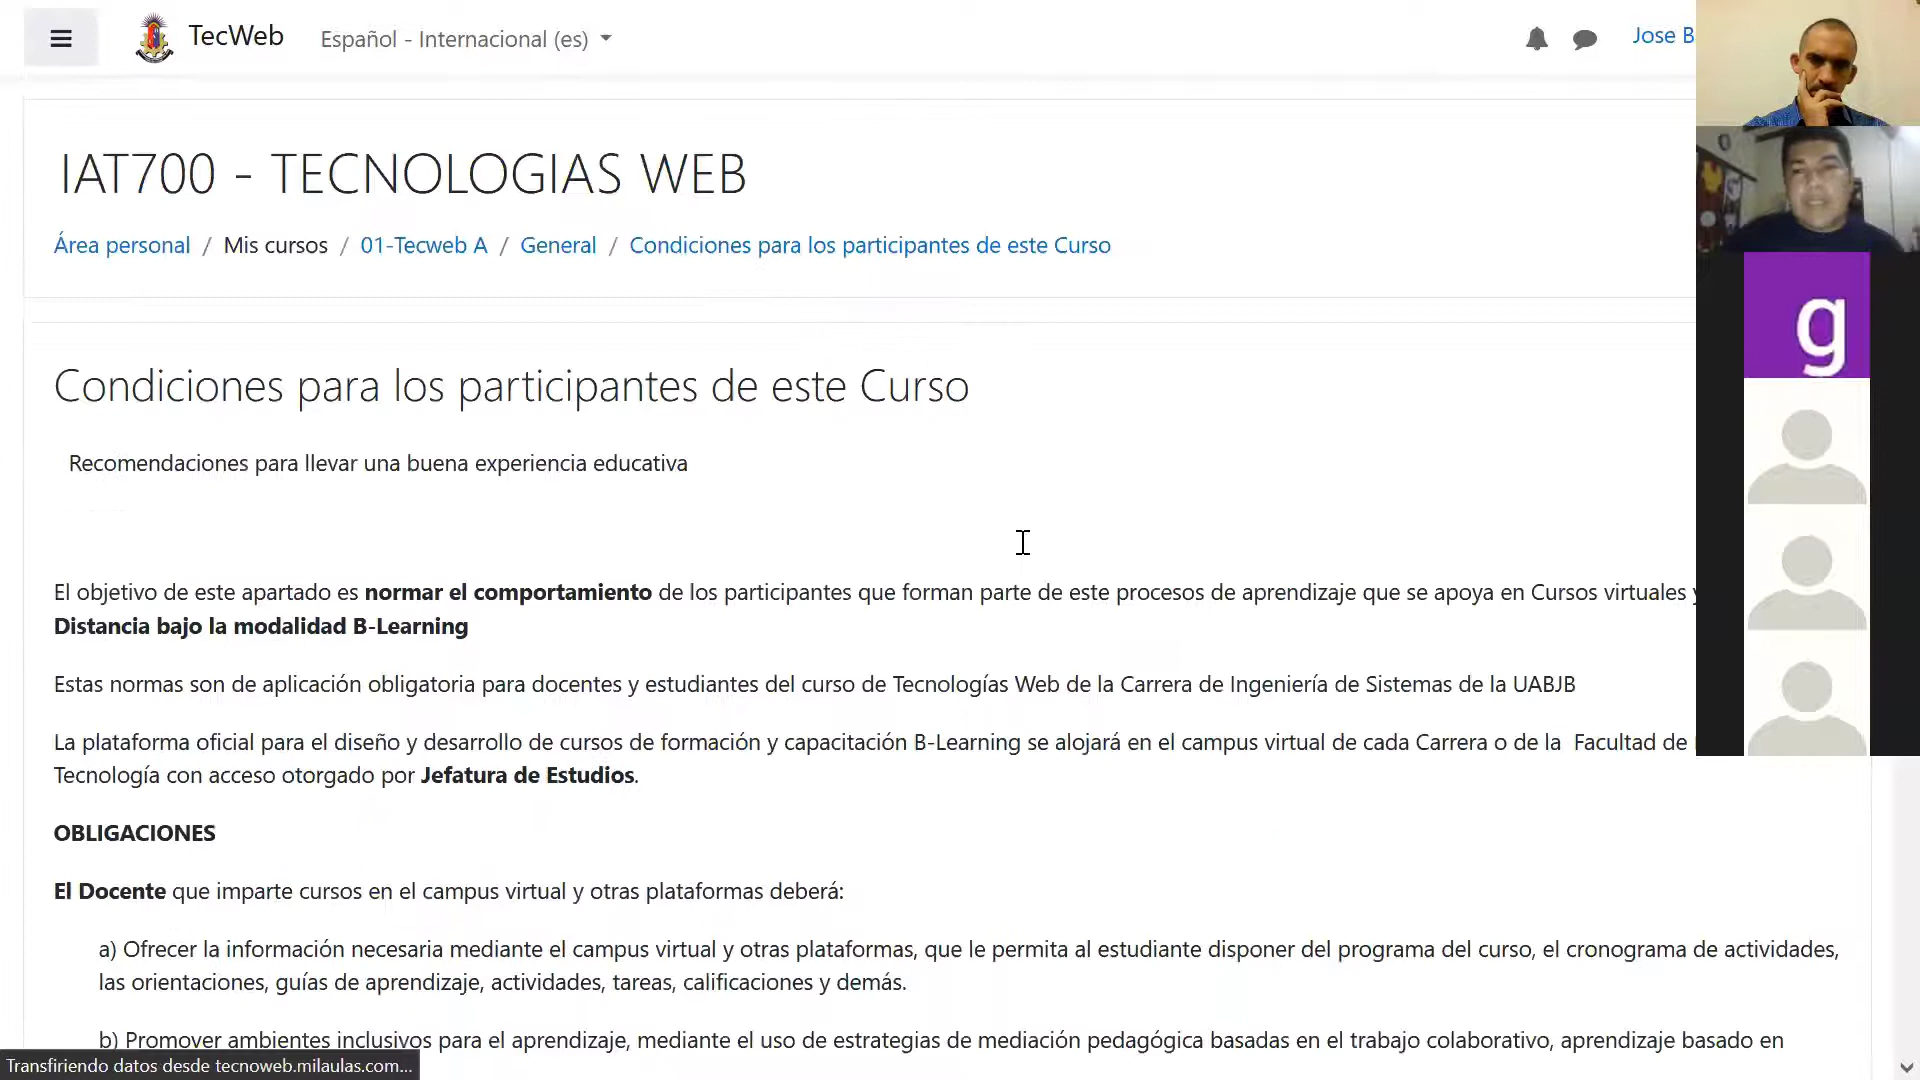 TecWeb Español - Internacional (es) Jose B
IAT700 - TECNOLOGIAS WEB
Área personal / Mis cursos / 01-Tecweb A / General / Condiciones para los participantes de este Curso
g
Condiciones para los participantes de este Curso
Recomendaciones para llevar una buena experiencia educativa
El objetivo de este apartado es normar el comportamiento de los participantes que forman parte de este procesos de aprendizaje que se apoya en Cursos virtuales y
Distancia bajo la modalidad B-Learning
Estas normas son de aplicación obligatoria para docentes y estudiantes del curso de Tecnologías Web de la Carrera de Ingeniería de Sistemas de la UABJB
La plataforma oficial para el diseño y desarrollo de cursos de formación y capacitación B-Learning se alojará en el campus virtual de cada Carrera o de la Facultad de
Tecnología con acceso otorgado por Jefatura de Estudios.
OBLIGACIONES
El Docente que imparte cursos en el campus virtual y otras plataformas deberá:
a) Ofrecer la información necesaria mediante el campus virtual y otras plataformas, que le permita al estudiante disponer del programa del curso, el cronograma de actividades,
las orientaciones, guías de aprendizaje, actividades, tareas, calificaciones y demás.
b) Promover ambientes inclusivos para el aprendizaje, mediante el uso de estrategias de mediación pedagógica basadas en el trabajo colaborativo, aprendizaje basado en
Transfiriendo datos desde tecnoweb.milaulas.com...